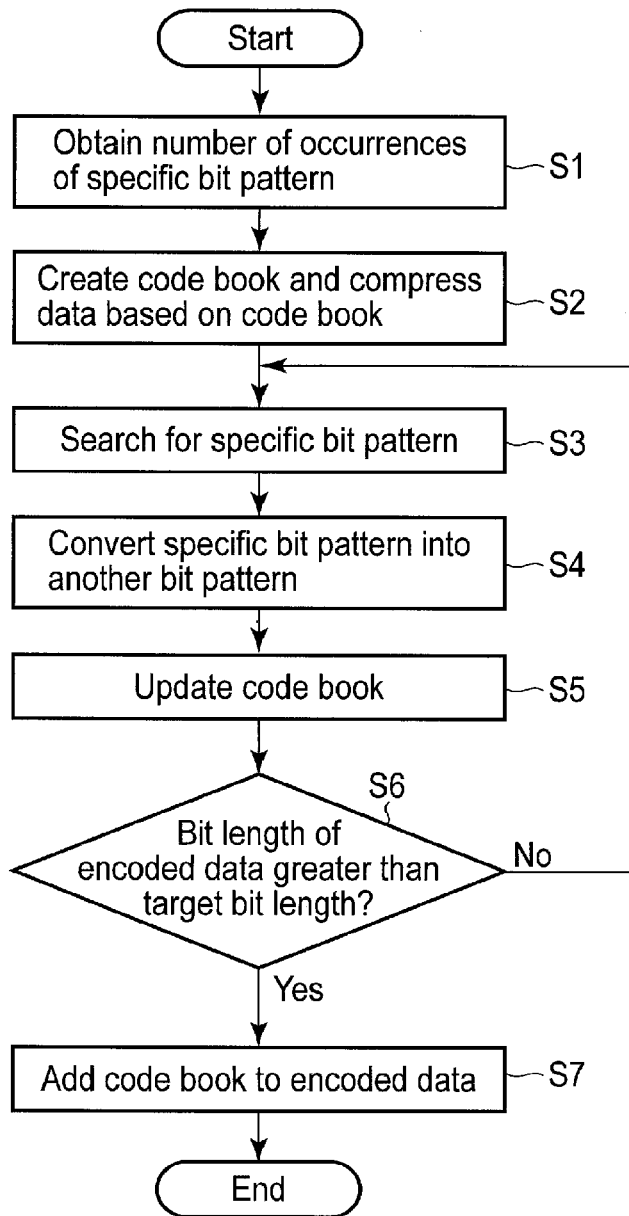 Start
Obtain number of occurrences
of specific bit pattern
S1
Create code book and compress
data based on code book
S2
Search for specific bit pattern
S3
Convert specific bit pattern into
another bit pattern
S4
Update code book
S5
S6
Bit length of
encoded data greater than
target bit length?
No
Yes
Add code book to encoded data
S7
End